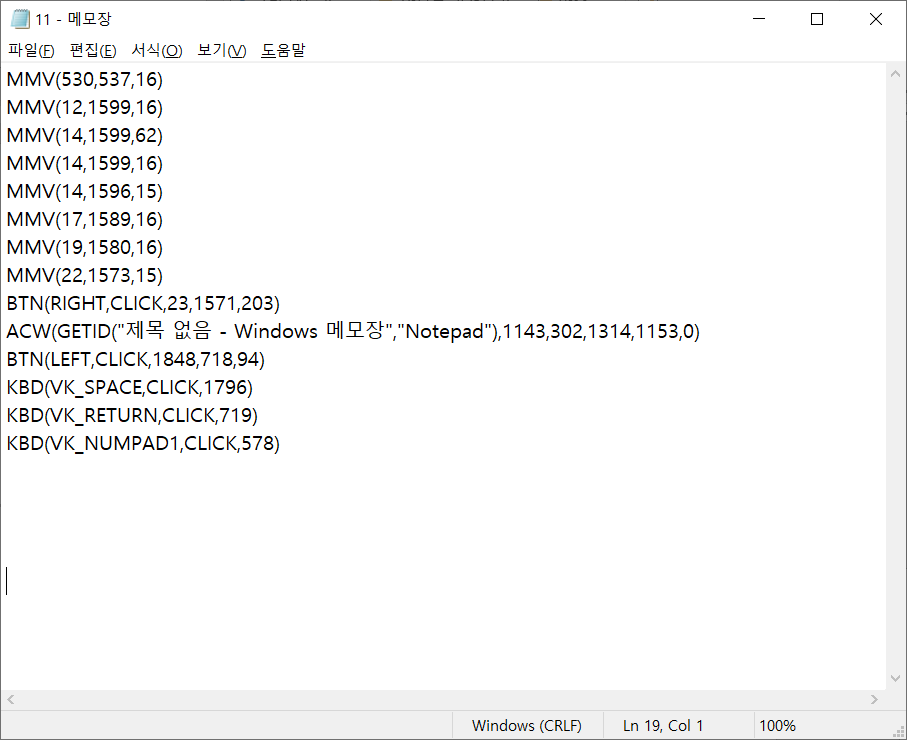 11 - 메모장
파일(F) 편집(E) 서식(O) 보기(V) 도움말
MMV(530,537,16)
MMV(12,1599,16)
MMV(14,1599,62)
MMV(14,1599,16)
MMV(14,1596,15)
MMV(17,1589,16)
MMV(19,1580,16)
MMV(22,1573,15)
BTN(RIGHT,CLICK,23,1571,203)
ACW(GETID("제목 없음 - Windows 메모장","Notepad"),1143,302,1314,1153,0)
BTN(LEFT,CLICK,1848,718,94)
KBD(VK_SPACE,CLICK,1796)
KBD(VK_RETURN,CLICK,719)
KBD(VK_NUMPAD1,CLICK,578)
Windows (CRLF) Ln 19, Col 1 100%